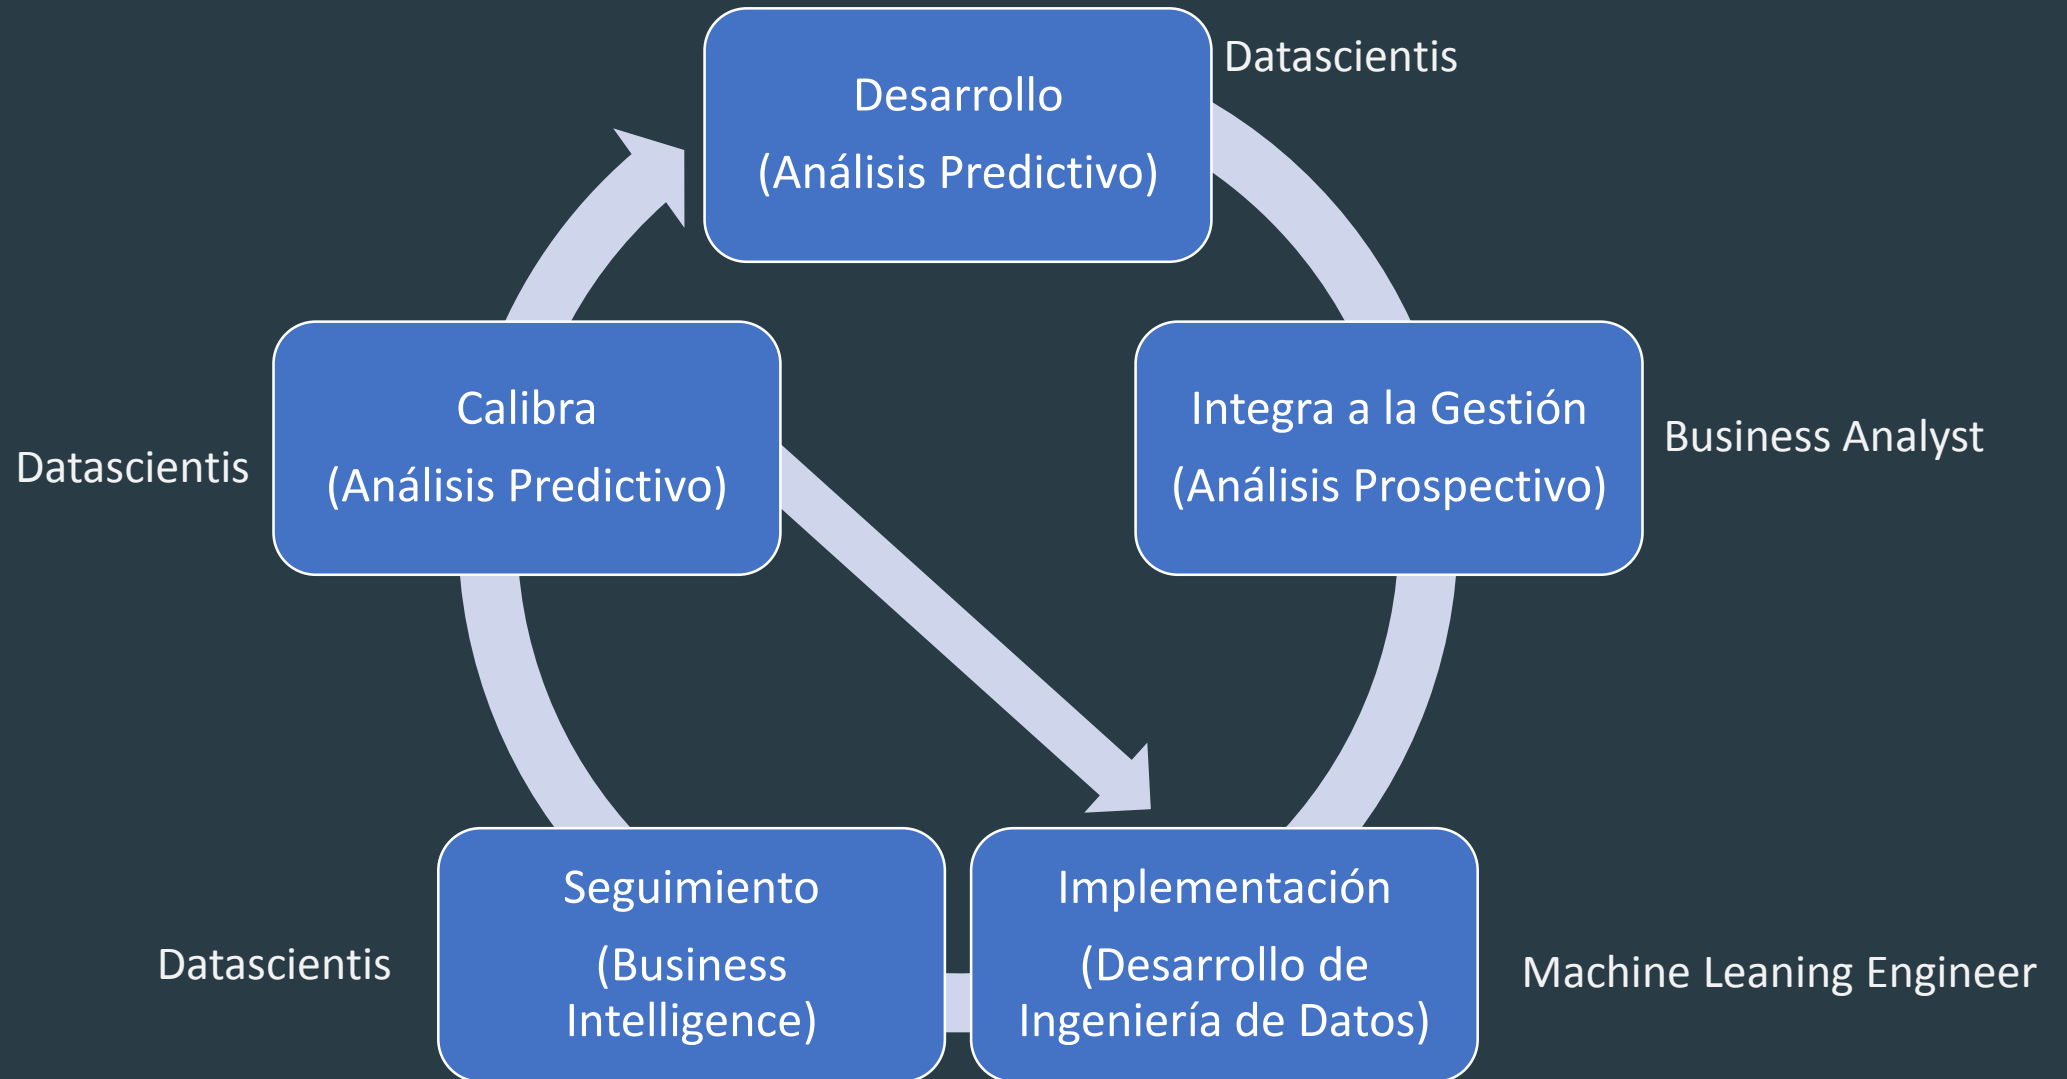 Desarrollo
(Análisis Predictivo)
Datascientis
Integra a la Gestión
(Análisis Prospectivo)
Business Analyst
Implementación
(Desarrollo de
Ingeniería de Datos)
Machine Leaning Engineer
Seguimiento
(Business
Intelligence)
Datascientis
Calibra
(Análisis Predictivo)
Datascientis